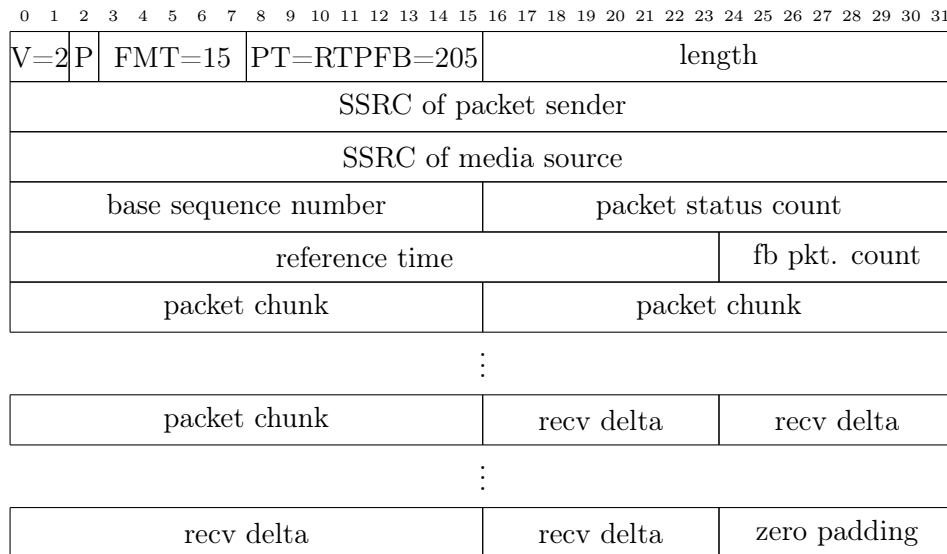 0 1 2 3 4 5 6 7 8 9 10 11 12 13 14 15 16 17 18 19 20 21 22 23 24 25 26 27 28 29 30 31
V=2 P FMT=15 PT=RTPFB=205 length
SSRC of packet sender
SSRC of media source
base sequence number packet status count
reference time fb pkt. count
packet chunk packet chunk
⋮
packet chunk recv delta recv delta
⋮
recv delta recv delta zero padding